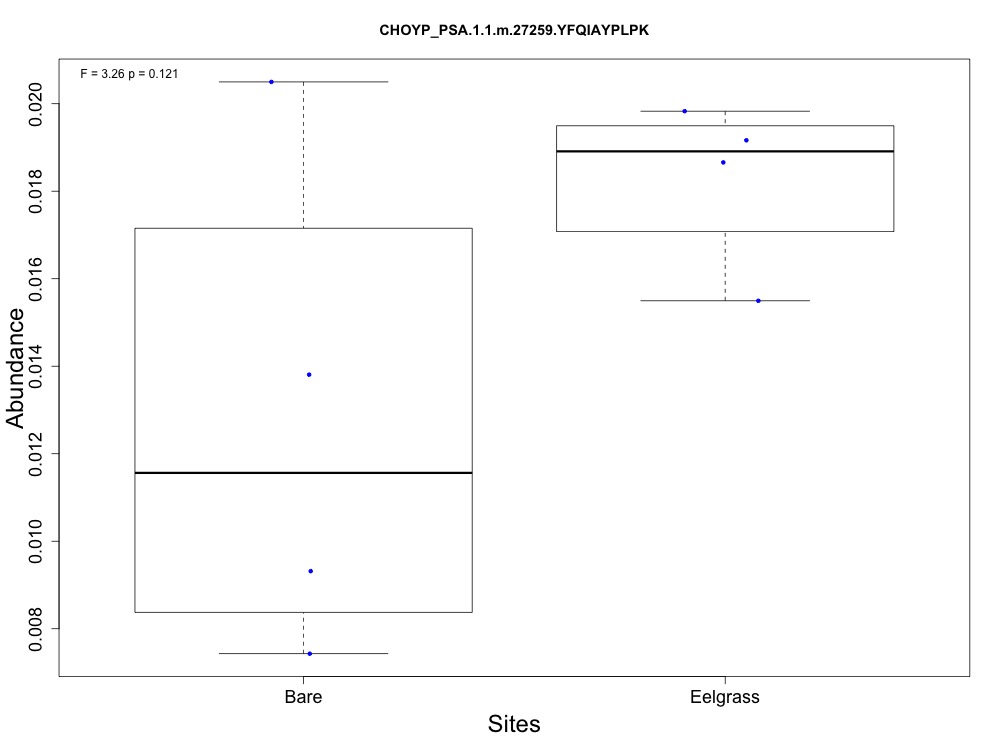 CHOYP_PSA.1.1.m.27259.YFQIAYPLPK
F = 3.26 p = 0.121
Abundance
0.020
0.018
0.016
0.014
0.012
0.010
0.008
Bare
Eelgrass
Sites